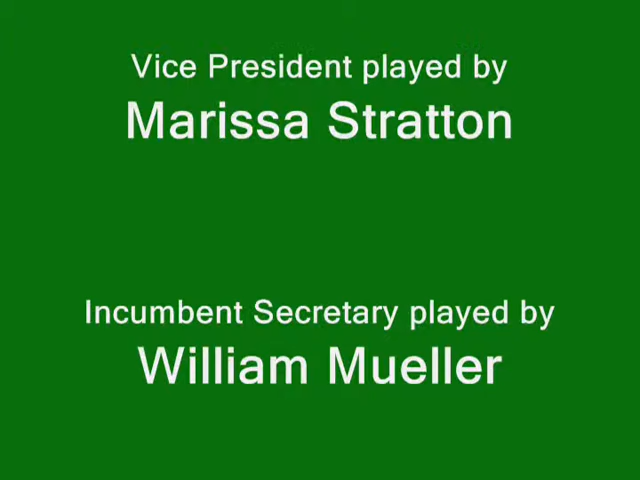 Vice President played by
Marissa Stratton
Incumbent Secretary played by
William Mueller